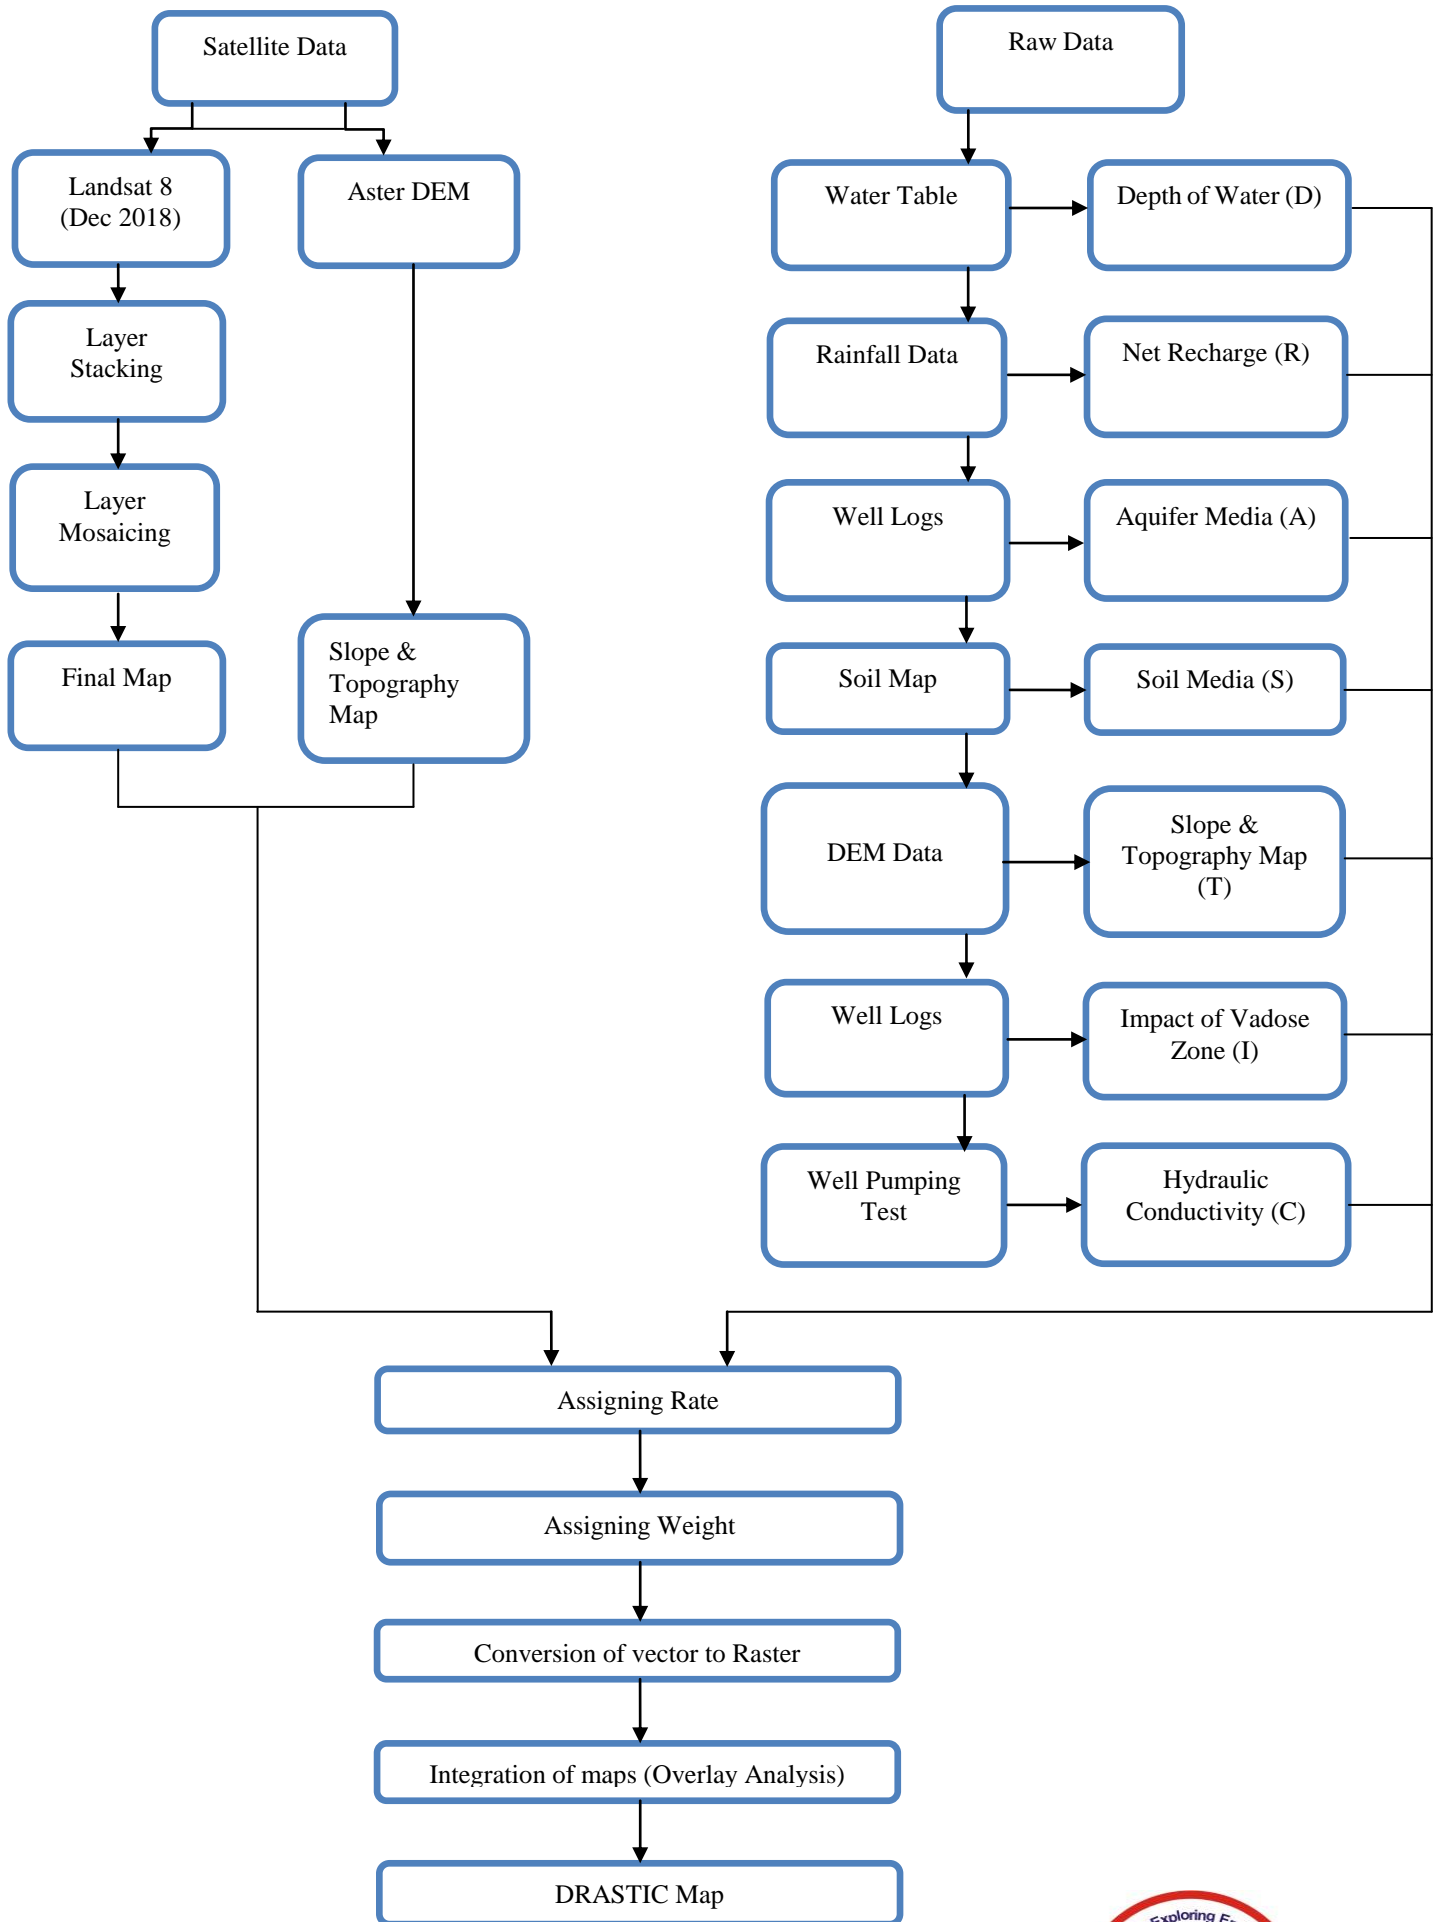 Satellite Data
Raw Data
Landsat 8
(Dec 2018)
Aster DEM
Water Table
Depth of Water (D)
Layer
Stacking
Rainfall Data
Net Recharge (R)
Layer
Mosaicing
Well Logs
Aquifer Media (A)
Final Map
Slope &
Topography
Map
Soil Map
Soil Media (S)
DEM Data
Slope &
Topography Map
(T)
Well Logs
Impact of Vadose
Zone (I)
Well Pumping
Test
Hydraulic
Conductivity (C)
Assigning Rate
Assigning Weight
Conversion of vector to Raster
Integration of maps (Overlay Analysis)
DRASTIC Map
Exploring